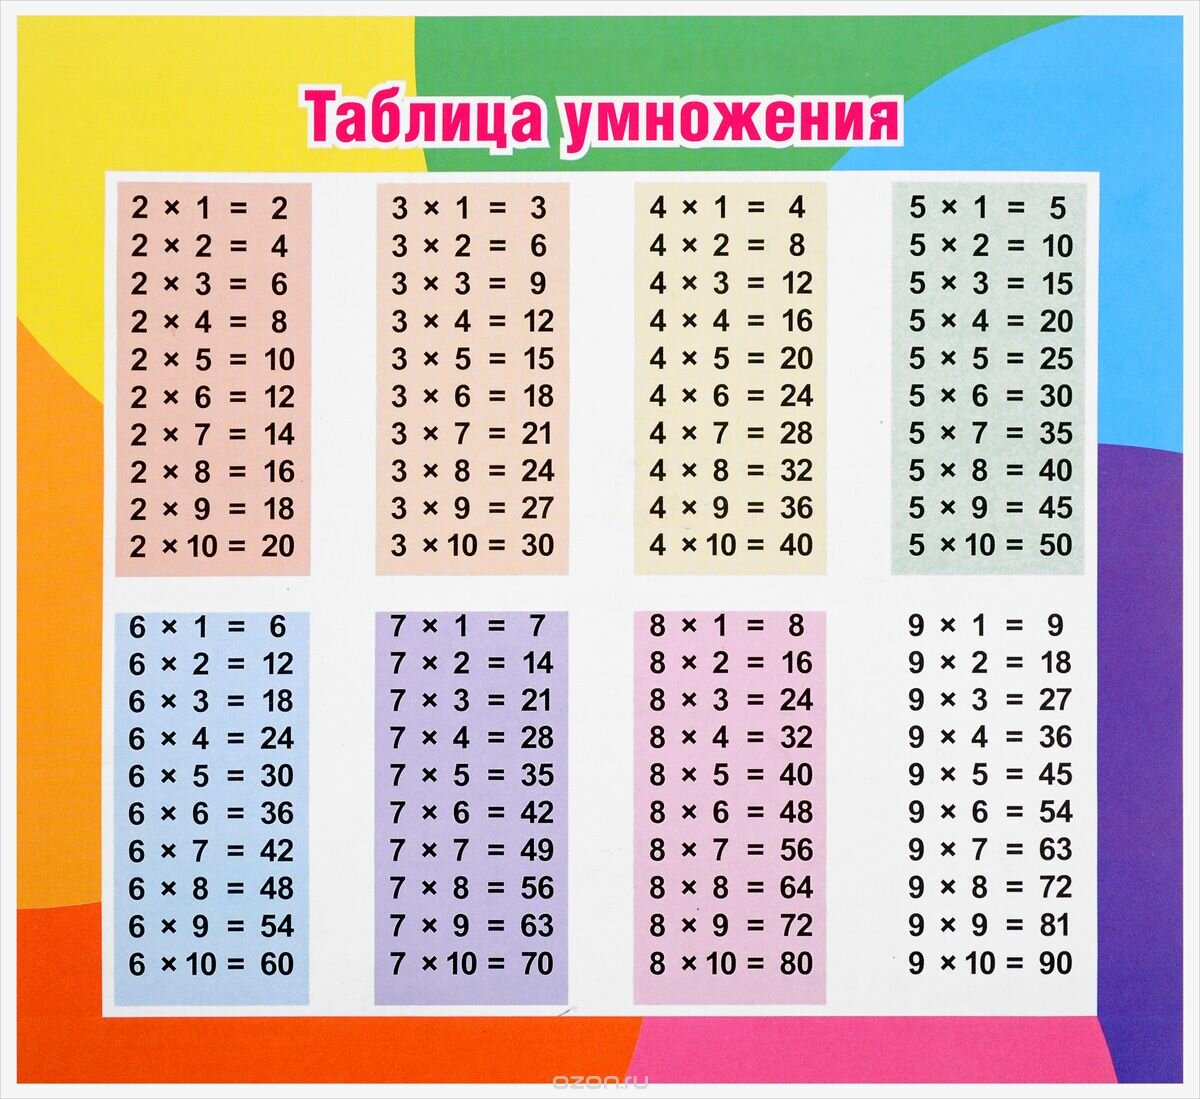 Таблица умножения
2 × 1 = 2
2 × 2 = 4
2 × 3 = 6
2 × 4 = 8
2 × 5 = 10
2 × 6 = 12
2 × 7 = 14
2 × 8 = 16
2 × 9 = 18
2 × 10 = 20
3 × 1 = 3
3 × 2 = 6
3 × 3 = 9
3 × 4 = 12
3 × 5 = 15
3 × 6 = 18
3 × 7 = 21
3 × 8 = 24
3 × 9 = 27
3 × 10 = 30
4 × 1 = 4
4 × 2 = 8
4 × 3 = 12
4 × 4 = 16
4 × 5 = 20
4 × 6 = 24
4 × 7 = 28
4 × 8 = 32
4 × 9 = 36
4 × 10 = 40
5 × 1 = 5
5 × 2 = 10
5 × 3 = 15
5 × 4 = 20
5 × 5 = 25
5 × 6 = 30
5 × 7 = 35
5 × 8 = 40
5 × 9 = 45
5 × 10 = 50
6 × 1 = 6
6 × 2 = 12
6 × 3 = 18
6 × 4 = 24
6 × 5 = 30
6 × 6 = 36
6 × 7 = 42
6 × 8 = 48
6 × 9 = 54
6 × 10 = 60
7 × 1 = 7
7 × 2 = 14
7 × 3 = 21
7 × 4 = 28
7 × 5 = 35
7 × 6 = 42
7 × 7 = 49
7 × 8 = 56
7 × 9 = 63
7 × 10 = 70
8 × 1 = 8
8 × 2 = 16
8 × 3 = 24
8 × 4 = 32
8 × 5 = 40
8 × 6 = 48
8 × 7 = 56
8 × 8 = 64
8 × 9 = 72
8 × 10 = 80
9 × 1 = 9
9 × 2 = 18
9 × 3 = 27
9 × 4 = 36
9 × 5 = 45
9 × 6 = 54
9 × 7 = 63
9 × 8 = 72
9 × 9 = 81
9 × 10 = 90
ozon.ru